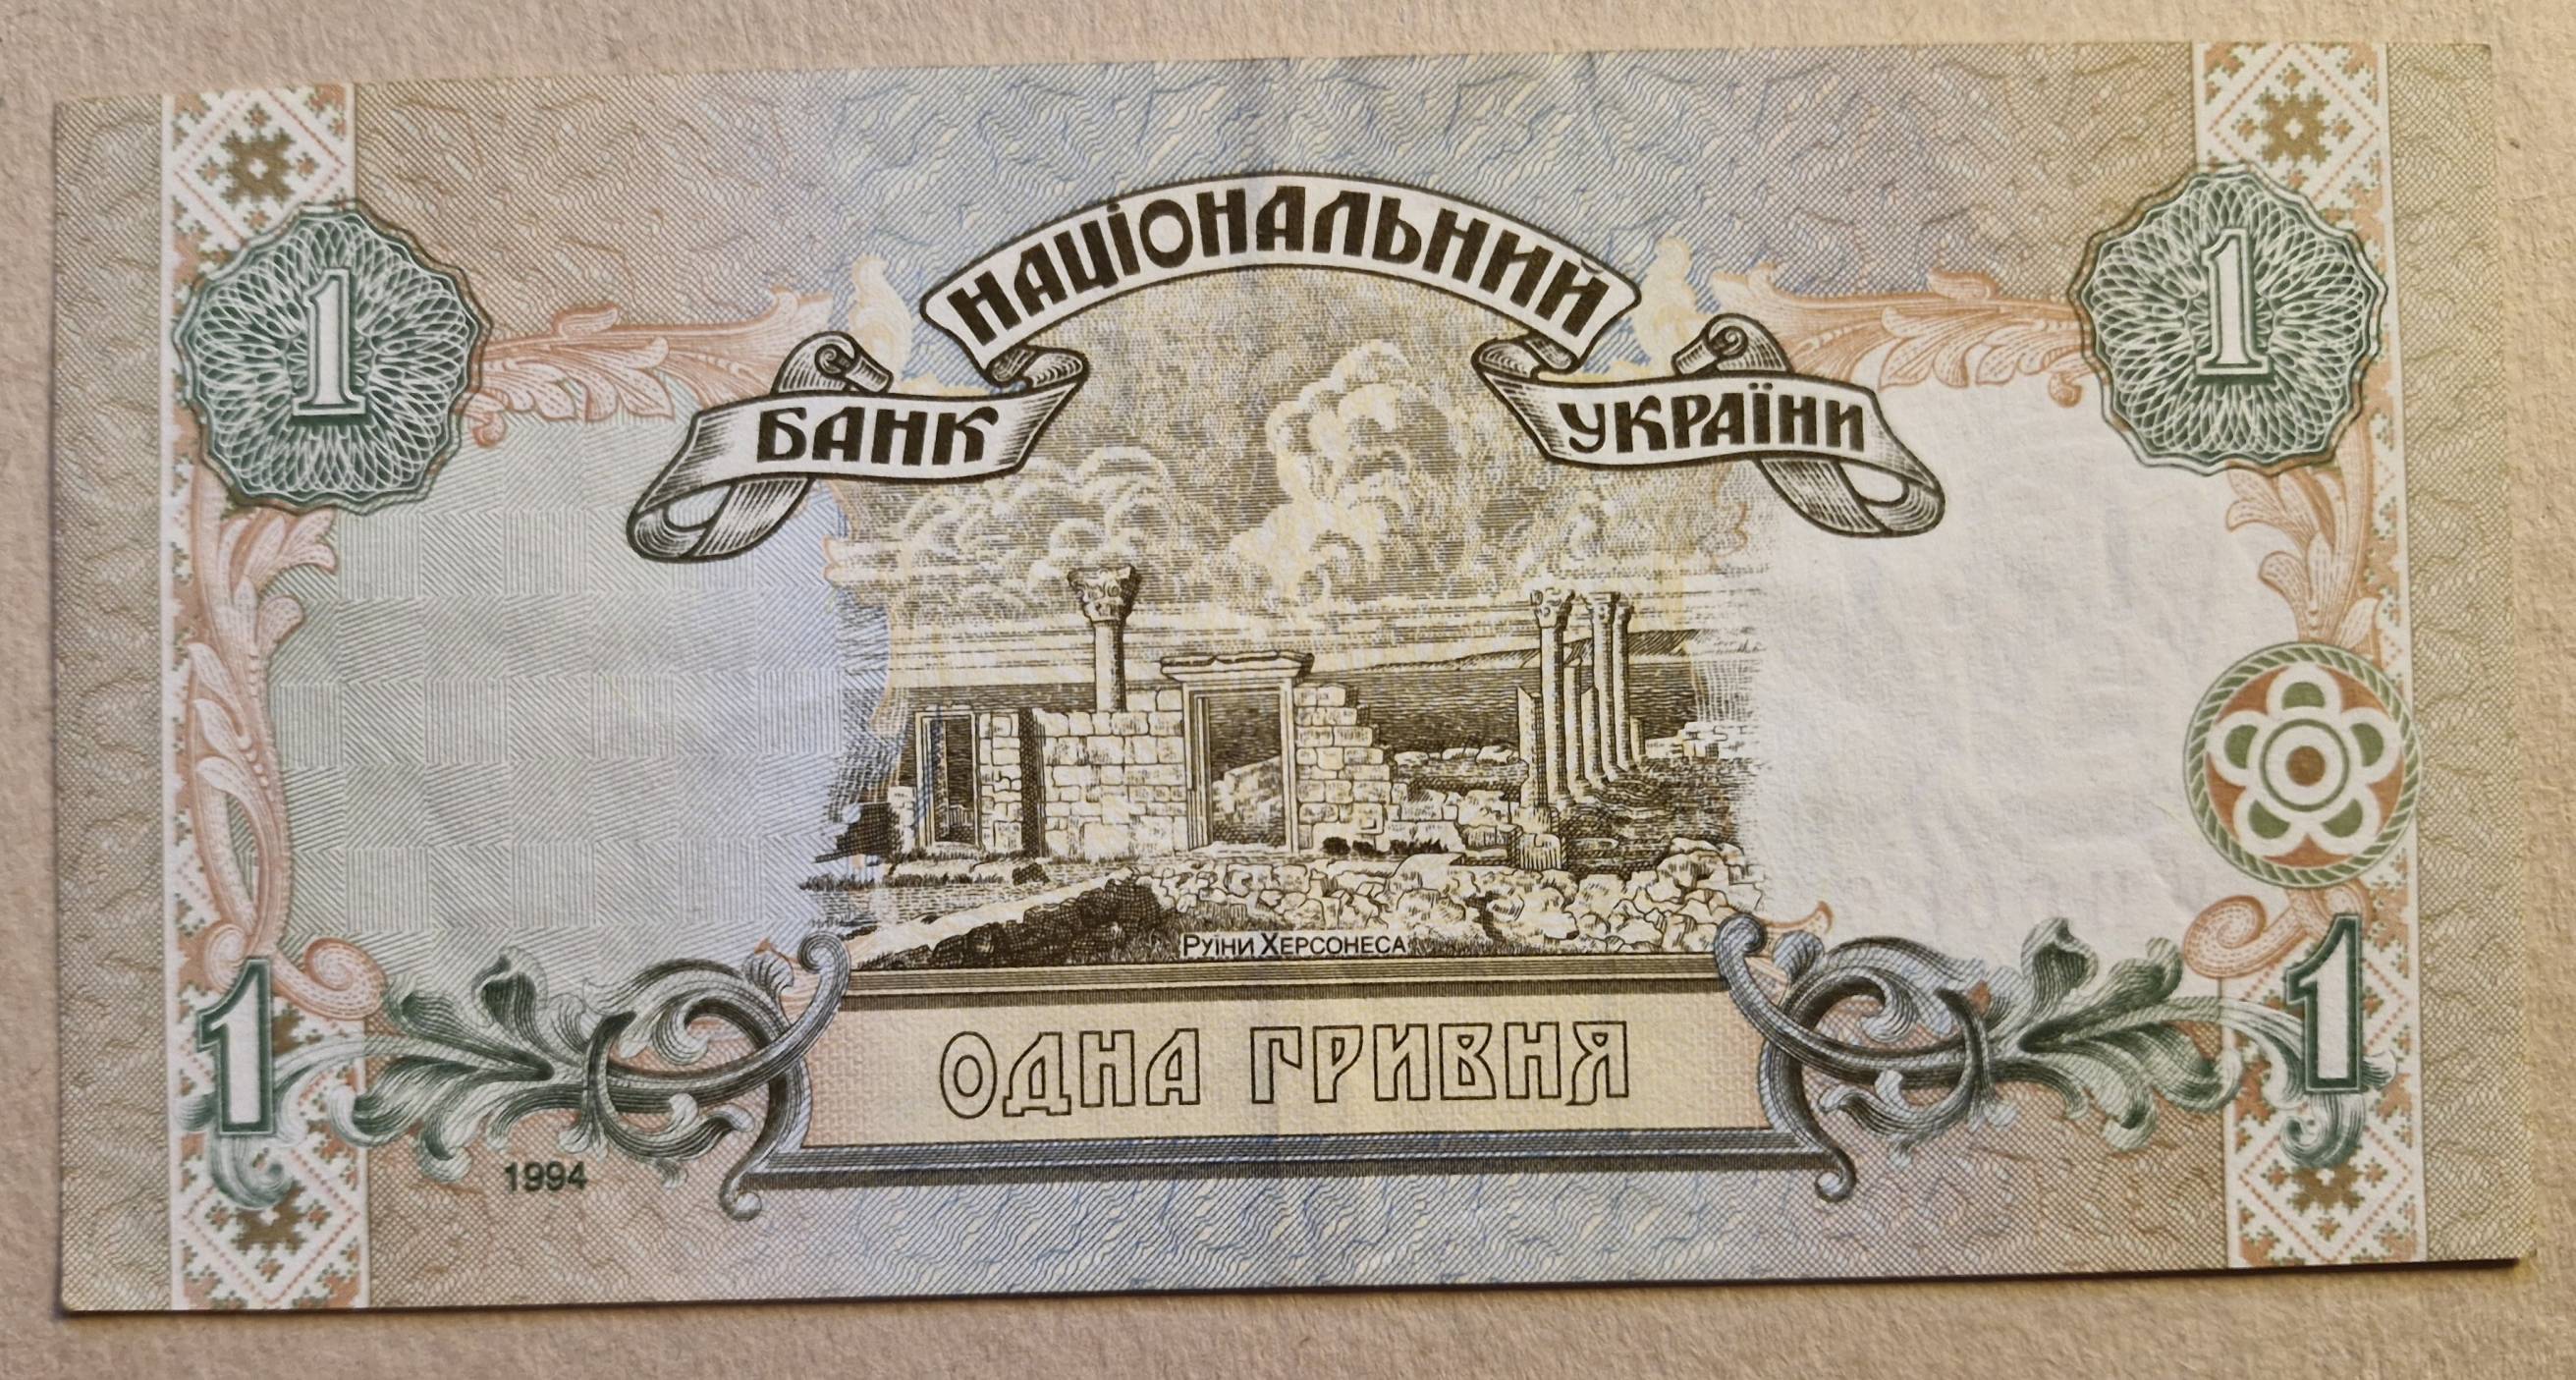 НАЦІОНАЛЬНИЙ
БАНК УКРАЇНИ
1 1
РУЇНИ ХЕРСОНЕСА
1 1
ОДНА ГРИВНЯ
1994